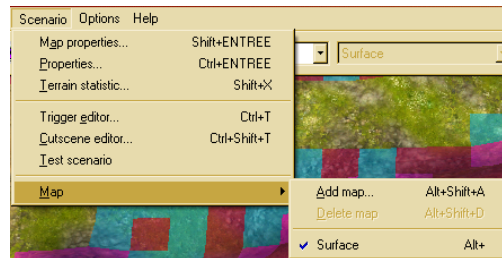 Scenario Options Help
Map properties... Shift+ENTREE
Properties... Ctrl+ENTREE
Terrain statistic... Shift+X
Trigger editor... Ctrl+T
Cutscene editor... Ctrl+Shift+T
Test scenario
Map
Surface
Add map... Alt+Shift+A
Delete map Alt+Shift+D
Surface Alt+